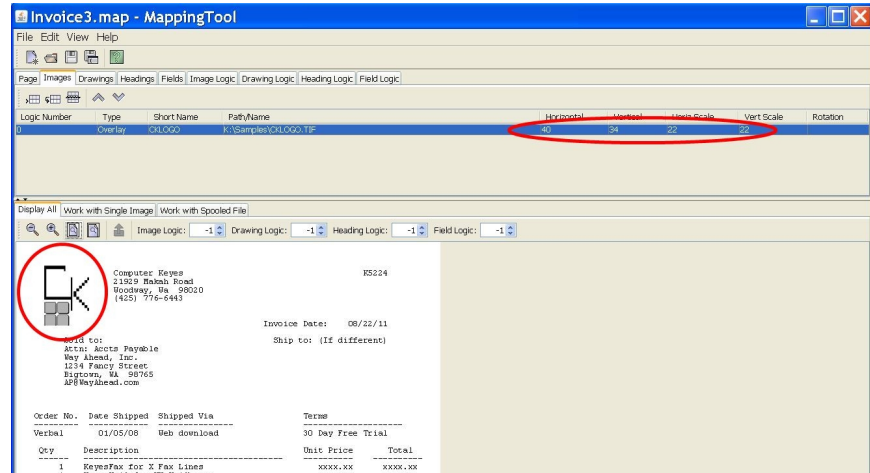 Invoice3.map - MappingTool
File Edit View Help
Page Images Drawings Headings Fields Image Logic Drawing Logic Heading Logic Field Logic
Logic Number Type Short Name Path/Name Horizontal Vertical Horiz Scale Vert Scale Rotation
0 Overlay CKLOGO K:\Samples\CKLOGO.TIF 40 34 22 22
Display All Work with Single Image Work with Spooled File
Image Logic: -1 Drawing Logic: -1 Heading Logic: -1 Field Logic: -1
CK
Computer Keyes K5224
21929 Makah Road
Woodway, Wa 98020
(425) 776-6443
Invoice Date: 08/22/11
Sold to: Ship to: (If different)
Attn: Accts Payable
Way Ahead, Inc.
1234 Fancy Street
Bigtown, WA 98765
AP@WayAhead.com
Order No. Date Shipped Shipped Via Terms
Verbal 01/05/08 Web download 30 Day Free Trial
Qty Description Unit Price Total
1 KeyesFax for X Fax Lines xxxx.xx xxxx.xx